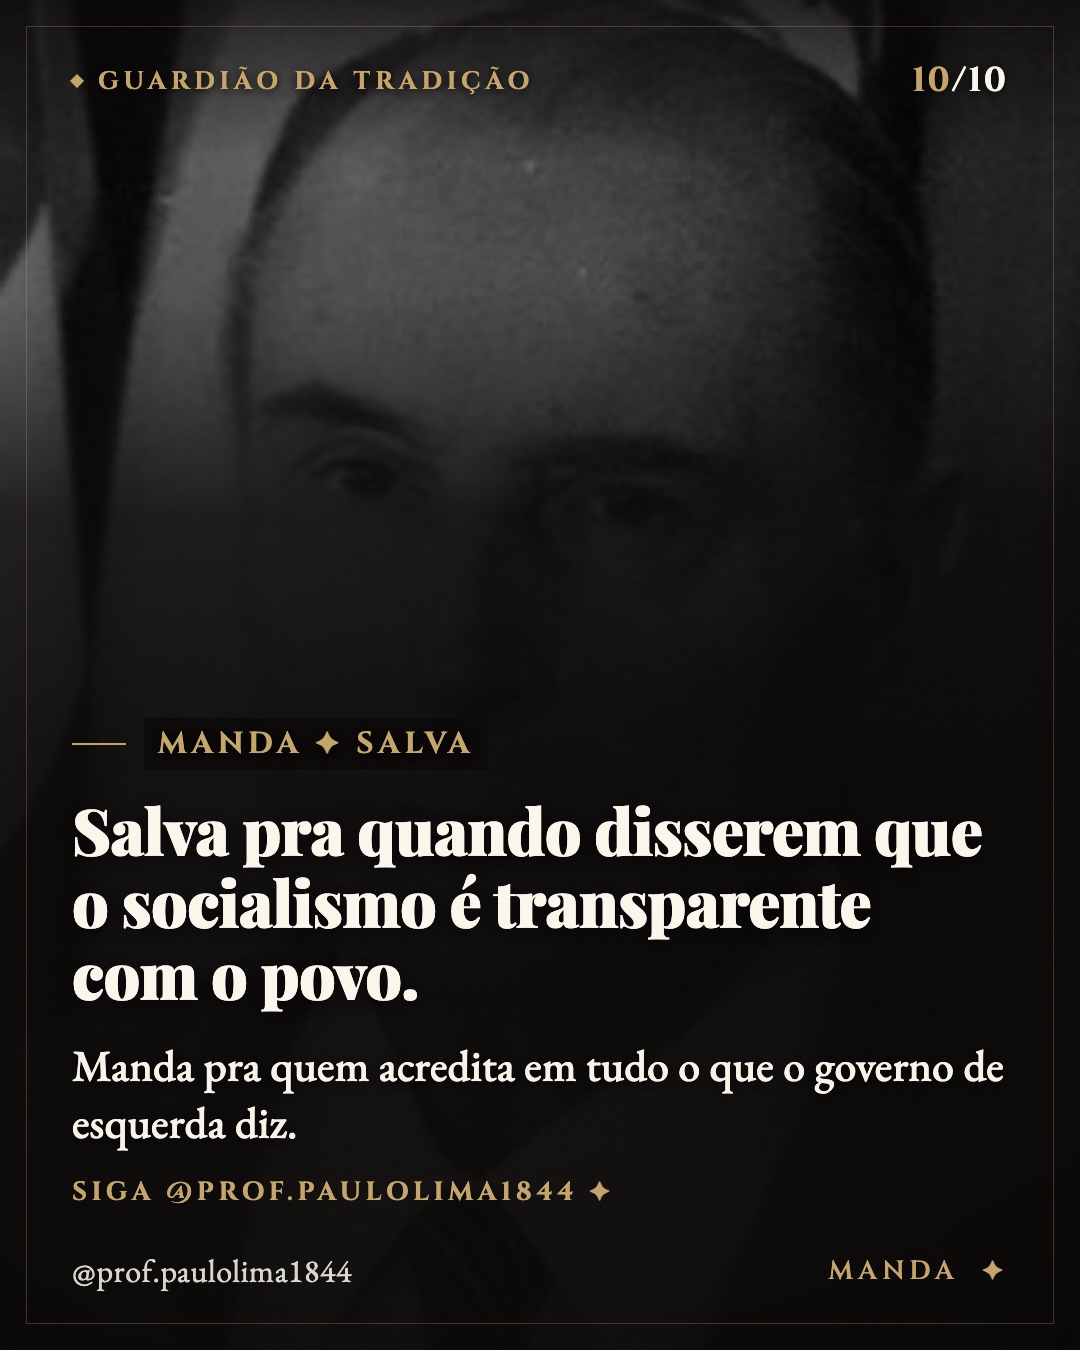 ◆ GUARDIÃO DA TRADIÇÃO
10/10
MANDA ✦ SALVA
Salva pra quando disserem que
o socialismo é transparente
com o povo.
Manda pra quem acredita em tudo o que o governo de
esquerda diz.
SIGA @PROF.PAULOLIMA1844 ✦
@prof.paulolima1844
MANDA ✦